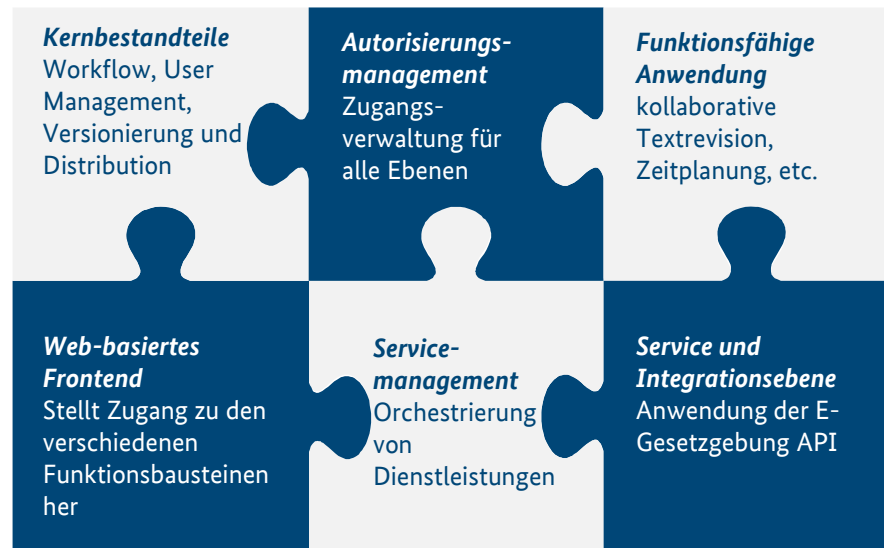 Kernbestandteile
Workflow, User
Management,
Versionierung und
Distribution
Autorisierungs-
management
Zugangs-
verwaltung für
alle Ebenen
Funktionsfähige
Anwendung
kollaborative
Textrevision,
Zeitplanung, etc.
Web-basiertes
Frontend
Stellt Zugang zu den
verschiedenen
Funktionsbausteinen
her
Service-
management
Orchestrierung
von
Dienstleistungen
Service und
Integrationsebene
Anwendung der E-
Gesetzgebung API